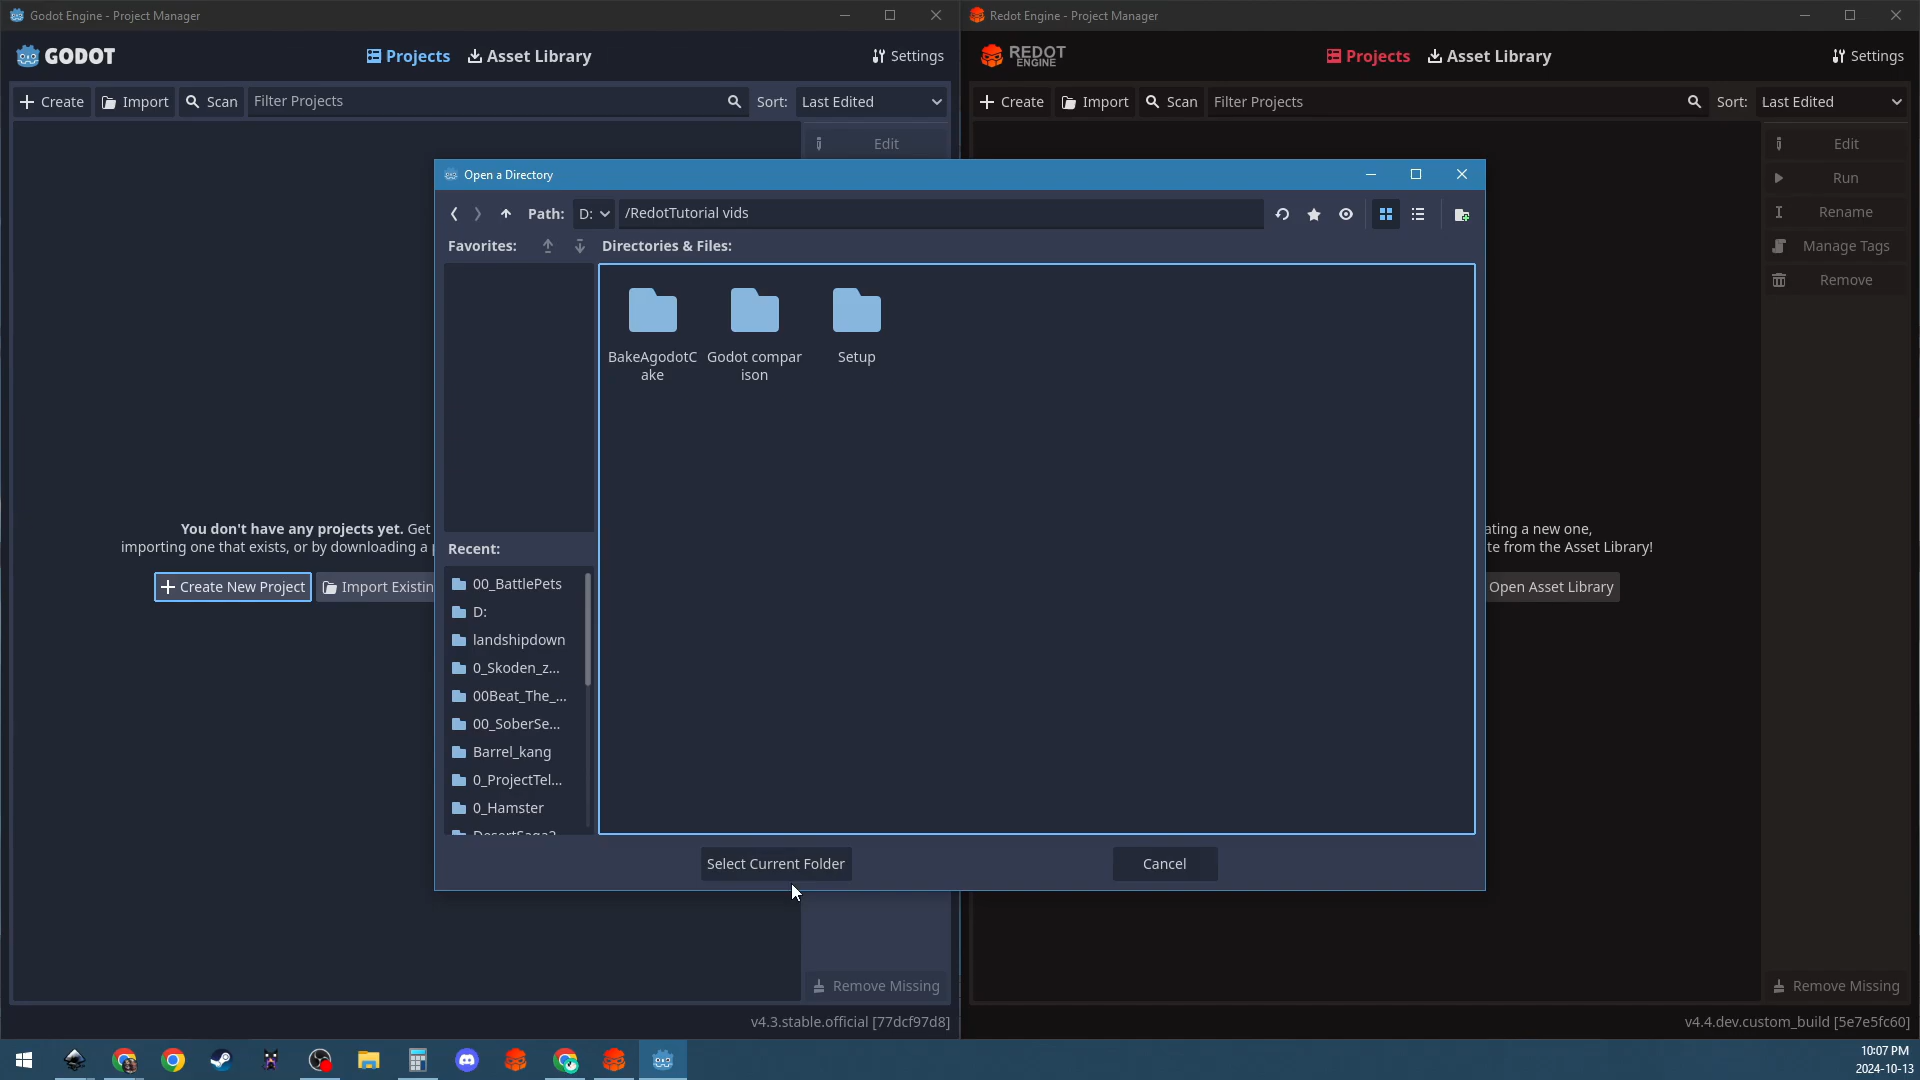 Godot Engine - Project Manager
GODOT
Projects
Asset Library
Settings
Create
Import
Scan
Filter Projects
Sort:
Last Edited
Edit
You don't have any projects yet. Get
importing one that exists, or by downloading a
Create New Project
Import Existin
Remove Missing
v4.3.stable.official [77dcf97d8]
Redot Engine - Project Manager
REDOT
ENGINE
Projects
Asset Library
Settings
Create
Import
Scan
Filter Projects
Sort:
Last Edited
Edit
Run
Rename
Manage Tags
Remove
ating a new one,
te from the Asset Library!
Open Asset Library
Remove Missing
v4.4.dev.custom_build [5e7e5fc60]
Open a Directory
Path:
D:
/RedotTutorial vids
Favorites:
Directories & Files:
BakeAgodotC
ake
Godot compar
ison
Setup
Recent:
00_BattlePets
D:
landshipdown
0_Skoden_z...
00Beat_The_...
00_SoberSe...
Barrel_kang
0_ProjectTel...
0_Hamster
Select Current Folder
Cancel
10:07 PM
2024-10-13